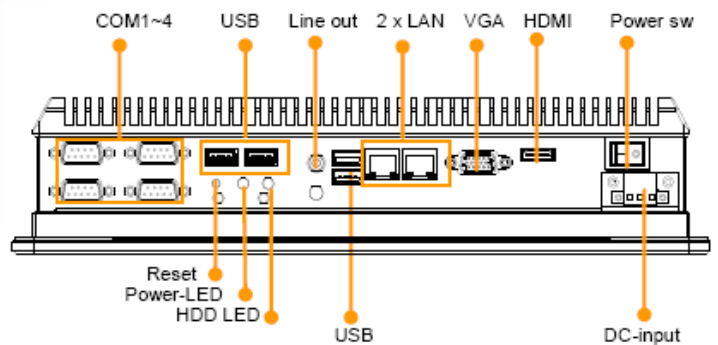 COM1~4 USB Line out 2 x LAN VGA HDMI Power sw
Reset
Power-LED
HDD LED
USB DC-input